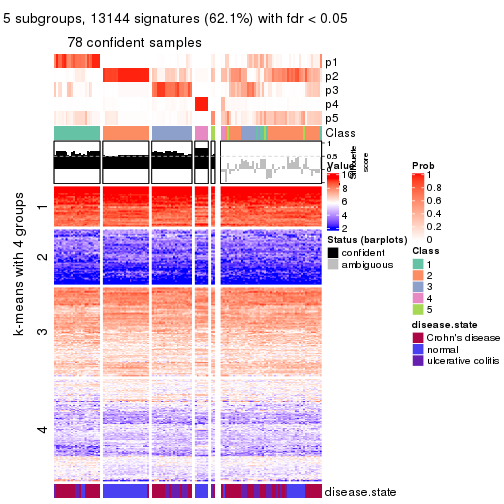 5 subgroups, 13144 signatures (62.1%) with fdr < 0.05
78 confident samples
p1
p2
p3
p4
p5
Class
1
0.5
0
Silhouette
score
k-means with 4 groups
1
2
3
4
disease.state
Value
10
8
6
4
2
Status (barplots)
confident
ambiguous
Prob
1
0.8
0.6
0.4
0.2
0
Class
1
2
3
4
5
disease.state
Crohn's disease
normal
ulcerative colitis